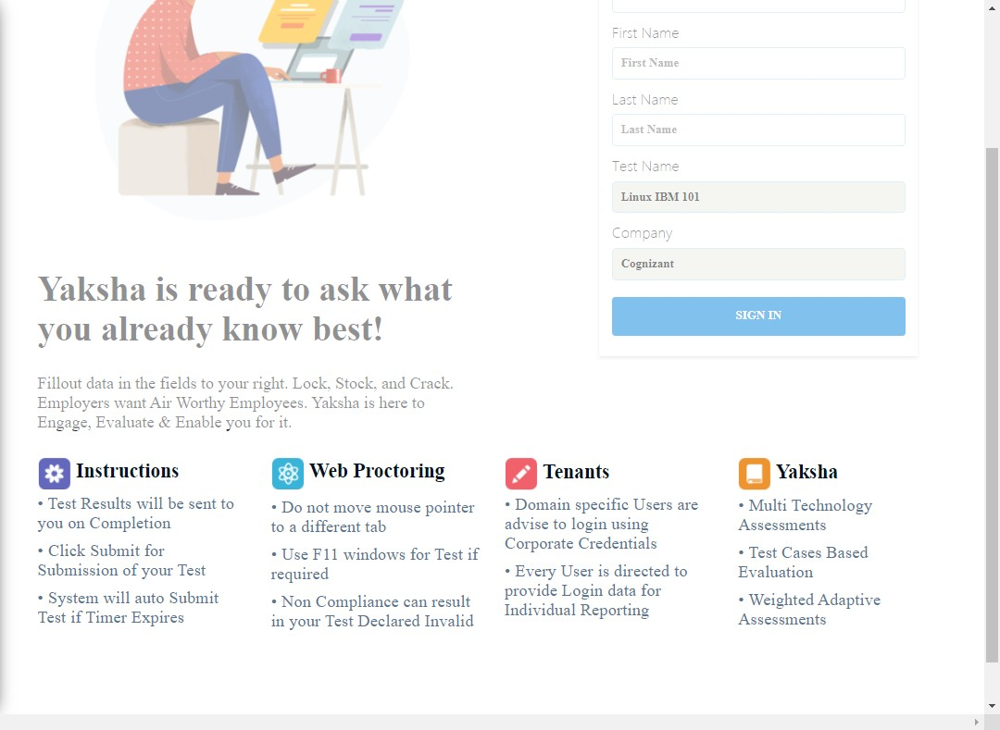 First Name
First Name
Last Name
Last Name
Test Name
Linux IBM 101
Company
Cognizant
SIGN IN
Yaksha is ready to ask what
you already know best!
Fillout data in the fields to your right. Lock, Stock, and Crack.
Employers want Air Worthy Employees. Yaksha is here to
Engage, Evaluate & Enable you for it.
Instructions
• Test Results will be sent to
you on Completion
• Click Submit for
Submission of your Test
• System will auto Submit
Test if Timer Expires
Web Proctoring
• Do not move mouse pointer
to a different tab
• Use F11 windows for Test if
required
• Non Compliance can result
in your Test Declared Invalid
Tenants
• Domain specific Users are
advise to login using
Corporate Credentials
• Every User is directed to
provide Login data for
Individual Reporting
Yaksha
• Multi Technology
Assessments
• Test Cases Based
Evaluation
• Weighted Adaptive
Assessments